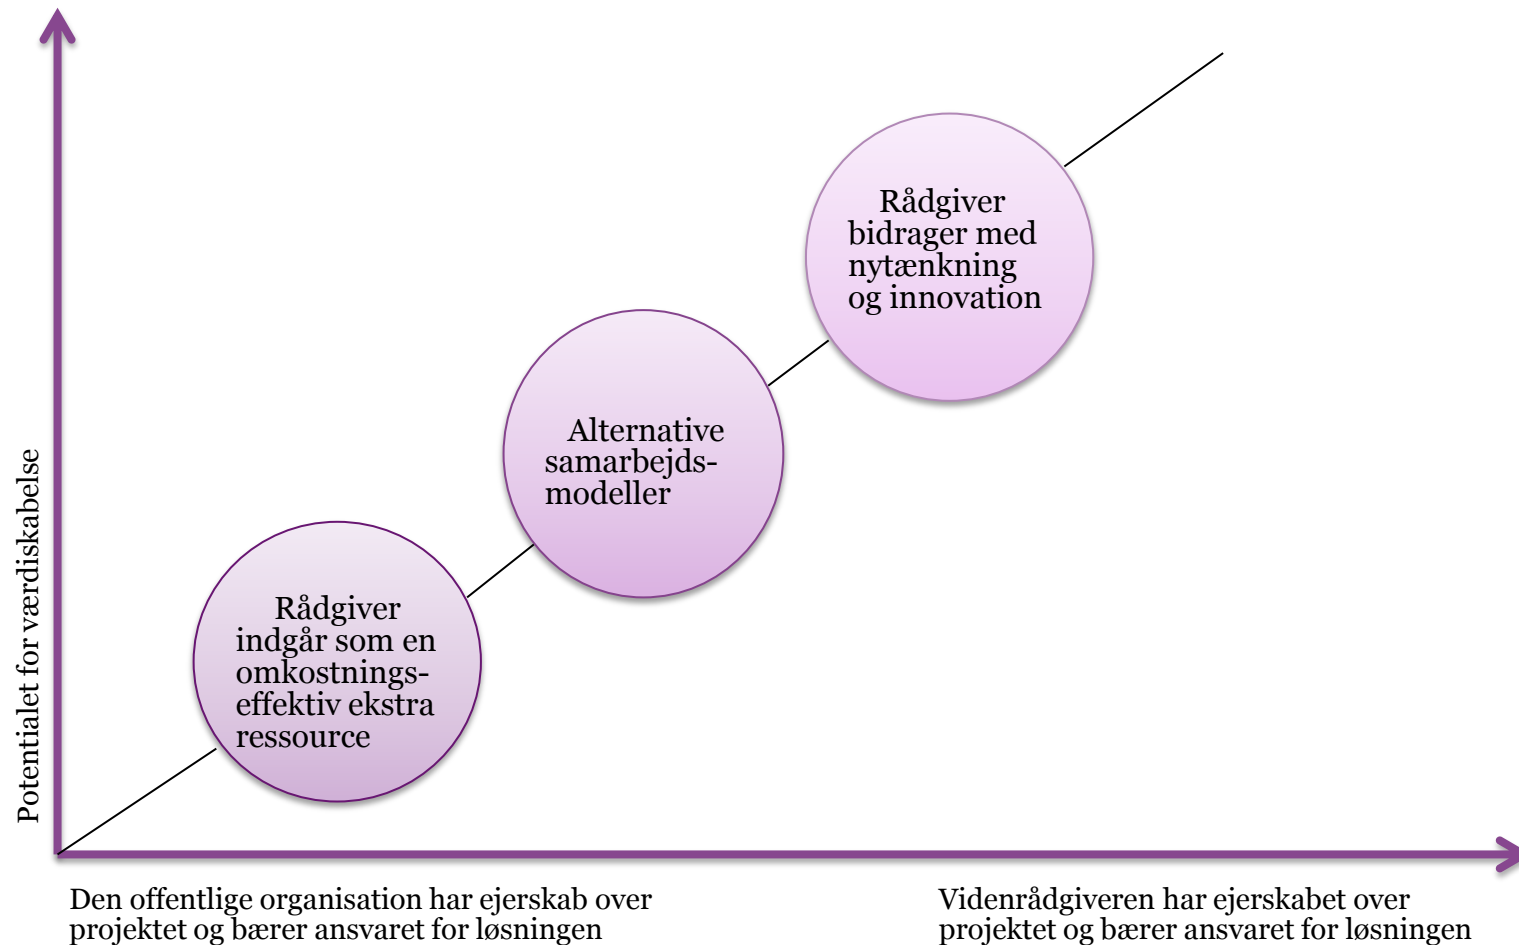 Potentialet for værdiskabelse
Rådgiver
bidrager med
nytænkning
og innovation
Alternative
samarbejds-
modeller
Rådgiver
indgår som en
omkostnings-
effektiv ekstra
ressource
Den offentlige organisation har ejerskab over
projektet og bærer ansvaret for løsningen
Videnrådgiveren har ejerskabet over
projektet og bærer ansvaret for løsningen